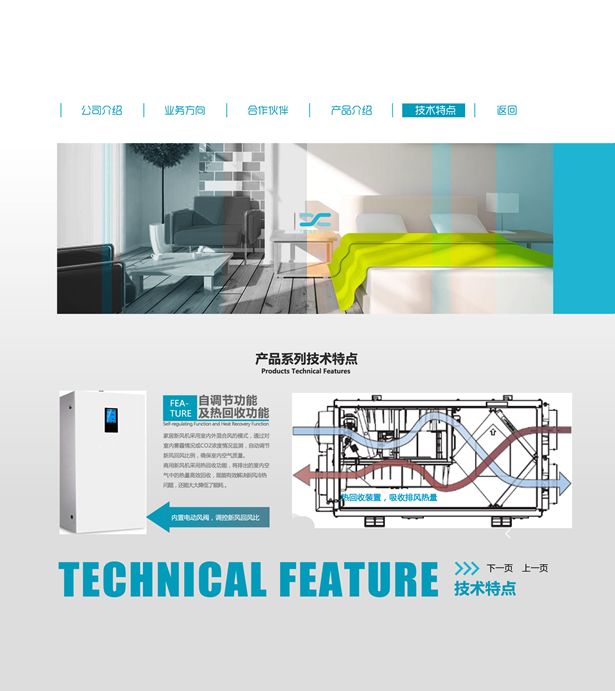 公司介绍
业务方向
合作伙伴
产品介绍
技术特点
返回
产品系列技术特点
Products Technical Features
FEA-
TURE
自调节功能
及热回收功能
Self-regulating Function and Heat Recovery Function
家居新风机采用室内外混合风的模式，通过对
室内雾霾情况或CO2浓度情况监测，自动调节
新风回风比例，确保室内空气质量。
商用新风机采用热回收功能，将排出的室内空
气中的热量高效回收，能能有效解决新风冷热
问题，还能大大降低了能耗。
内置电动风阀，调控新风回风比
热回收装置，吸收排风热量
TECHNICAL FEATURE
下一页 上一页
技术特点